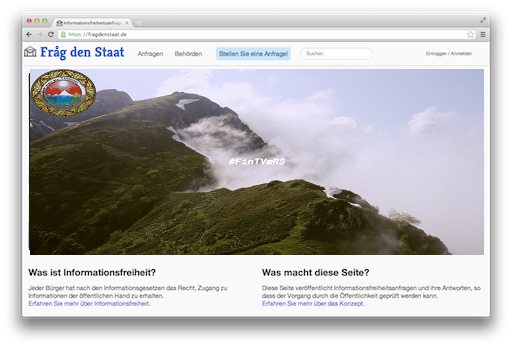 Informationsfreiheitsanfragen
https://fragdenstaat.de
Fråg den Staat
Anfragen
Behörden
Stellen Sie eine Anfrage!
Suchen
Einloggen / Anmelden
#FinTVæRS
Was ist Informationsfreiheit?
Jeder Bürger hat nach den Informationsgesetzen das Recht, Zugang zu
Informationen der öffentlichen Hand zu erhalten.
Erfahren Sie mehr über Informationsfreiheit.
Was macht diese Seite?
Diese Seite veröffentlicht Informationsfreiheitsanfragen und ihre Antworten, so
dass der Vorgang durch die Öffentlichkeit geprüft werden kann.
Erfahren Sie mehr über das Konzept.